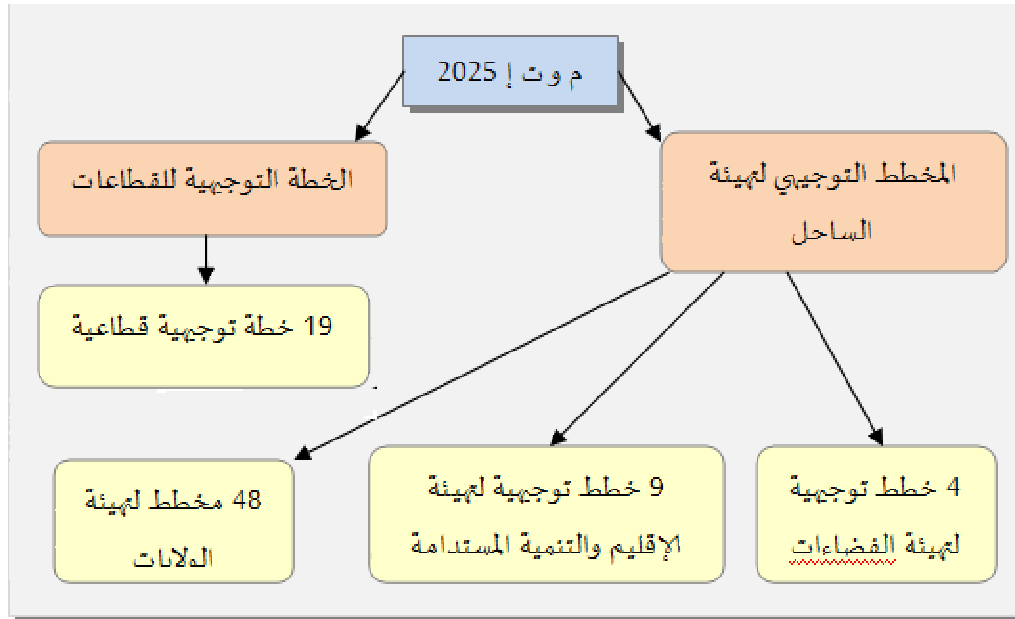 م و ت إ 2025
المخطط التوجيهي لتهيئة
الساحل
الخطة التوجيهية للقطاعات
19 خطة توجيهية قطاعية
4 خطط توجيهية
لتهيئة الفضاءات
9 خطط توجيهية لتهيئة
الإقليم والتنمية المستدامة
48 مخطط لتهيئة
الولايات